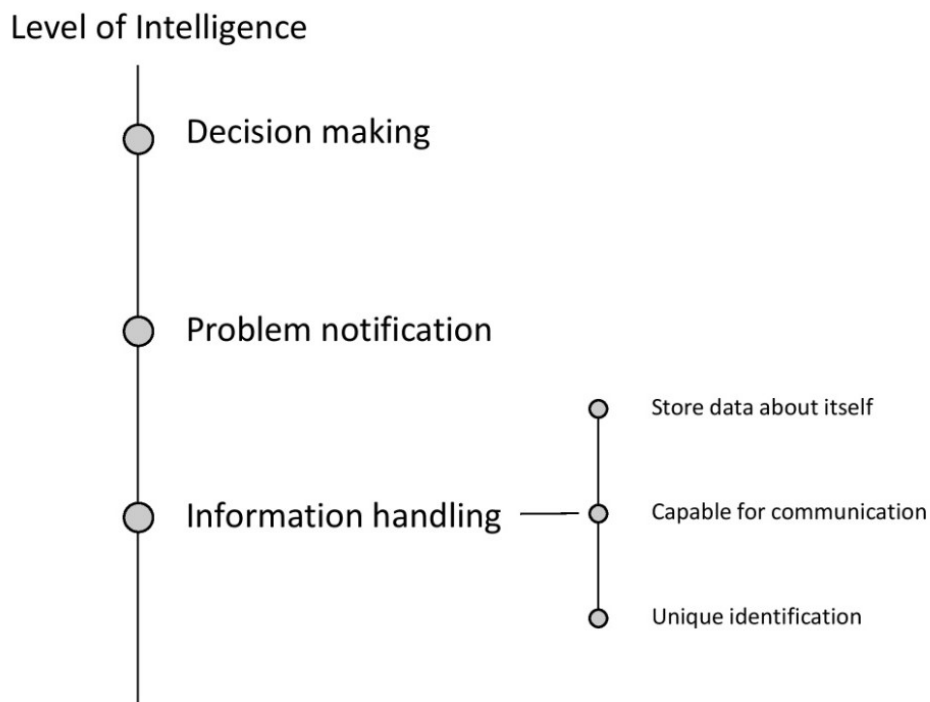 Level of Intelligence
Decision making
Problem notification
Store data about itself
Information handling
Capable for communication
Unique identification